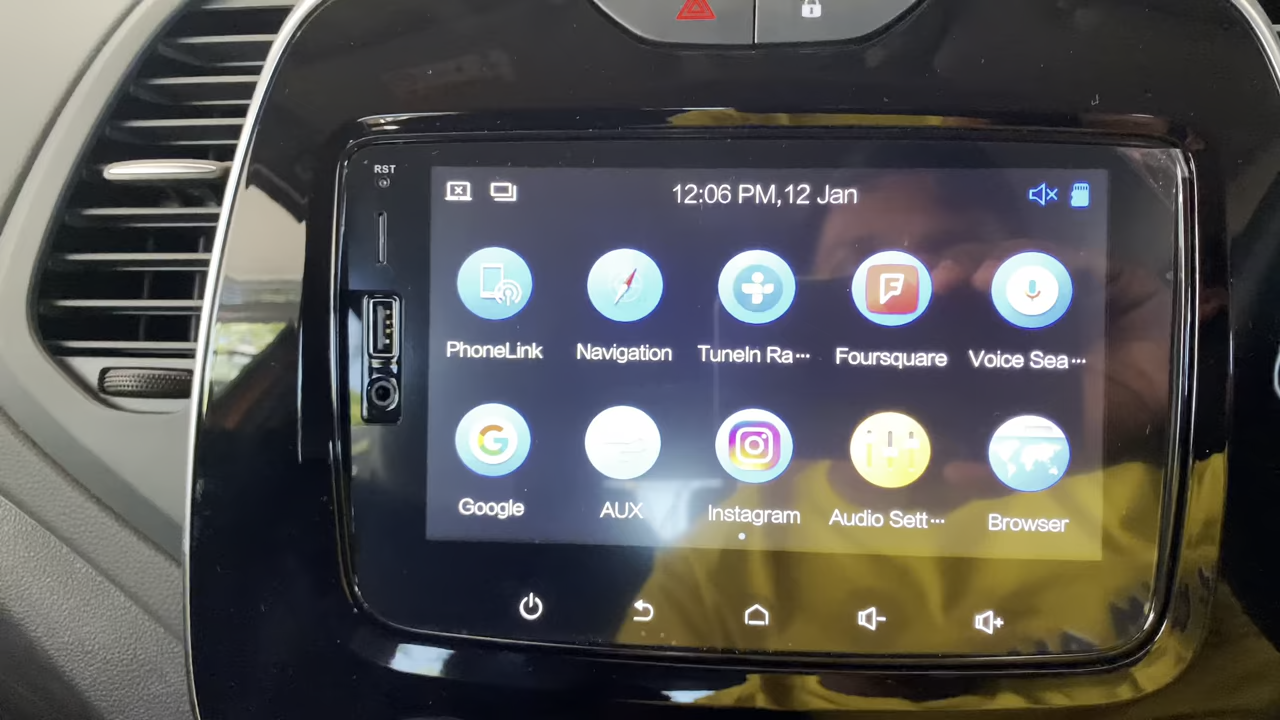 RST
12:06 PM,12 Jan
PhoneLink Navigation TuneIn Ra··· Foursquare Voice Sea···
Google AUX Instagram Audio Sett··· Browser